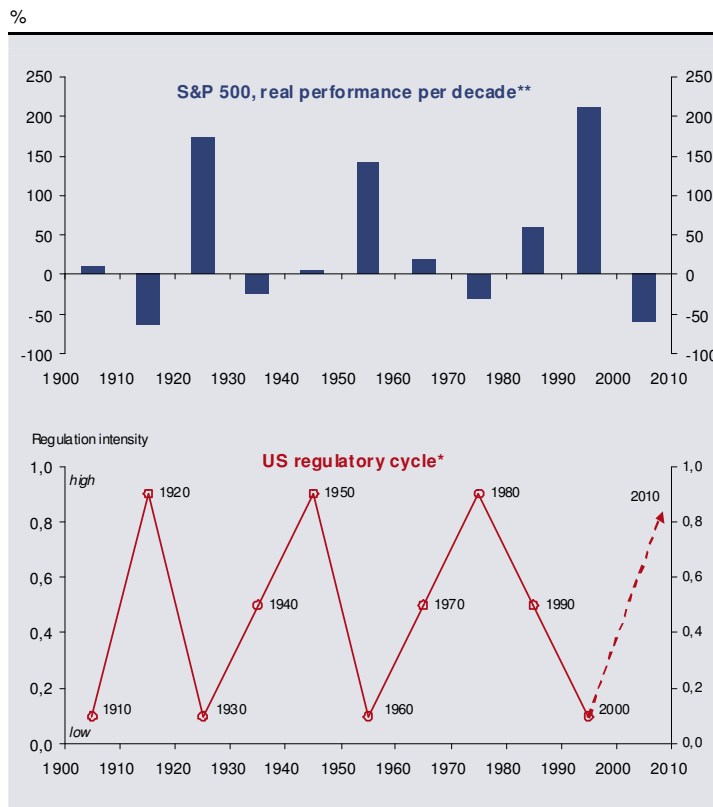 %
S&P 500, real performance per decade**
250 250
200 200
150 150
100 100
50 50
0 0
-50 -50
-100 -100
1900 1910 1920 1930 1940 1950 1960 1970 1980 1990 2000 2010
Regulation intensity
US regulatory cycle*
1,0 1,0
high
1920 1950 1980 2010
0,8 0,8
0,6 0,6
1940 1970 1990
0,4 0,4
0,2 0,2
1910 1930 1960 2000
low
0,0 0,0
1900 1910 1920 1930 1940 1950 1960 1970 1980 1990 2000 2010